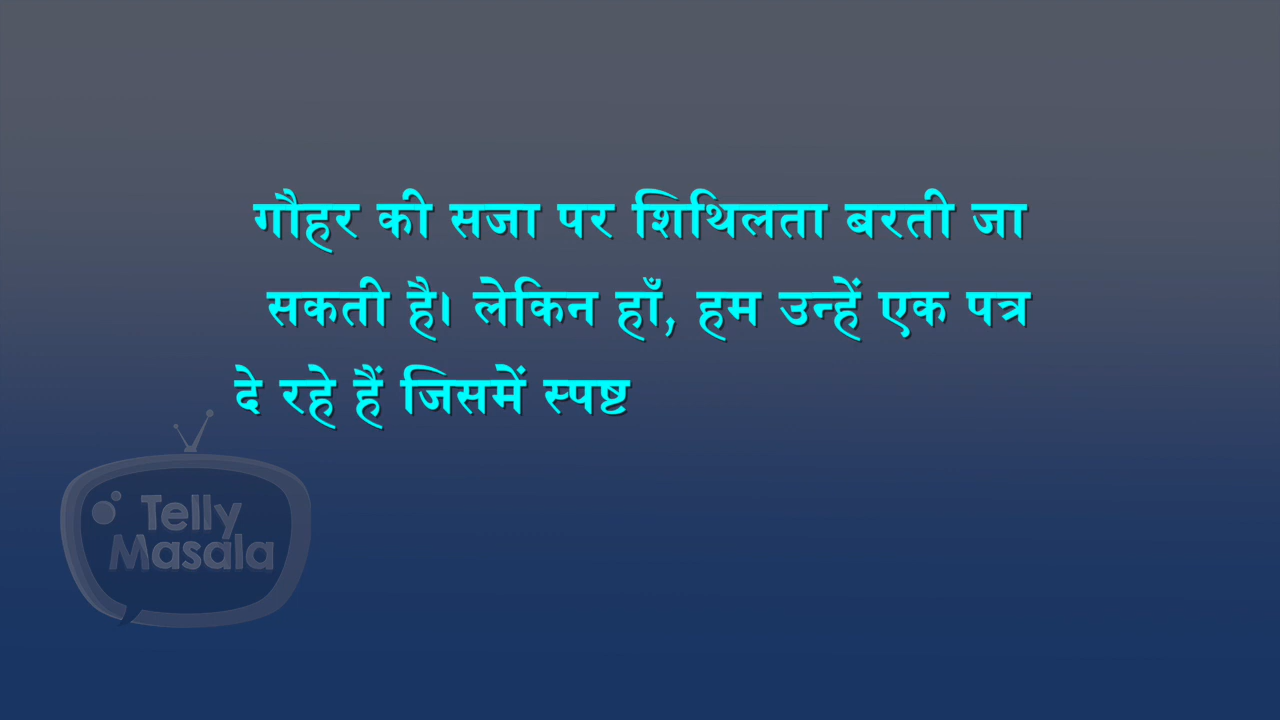 गौहर की सजा पर शिथिलता बरती जा
सकती है। लेकिन हाँ, हम उन्हें एक पत्र
दे रहे हैं जिसमें स्पष्ट
Telly
Masala